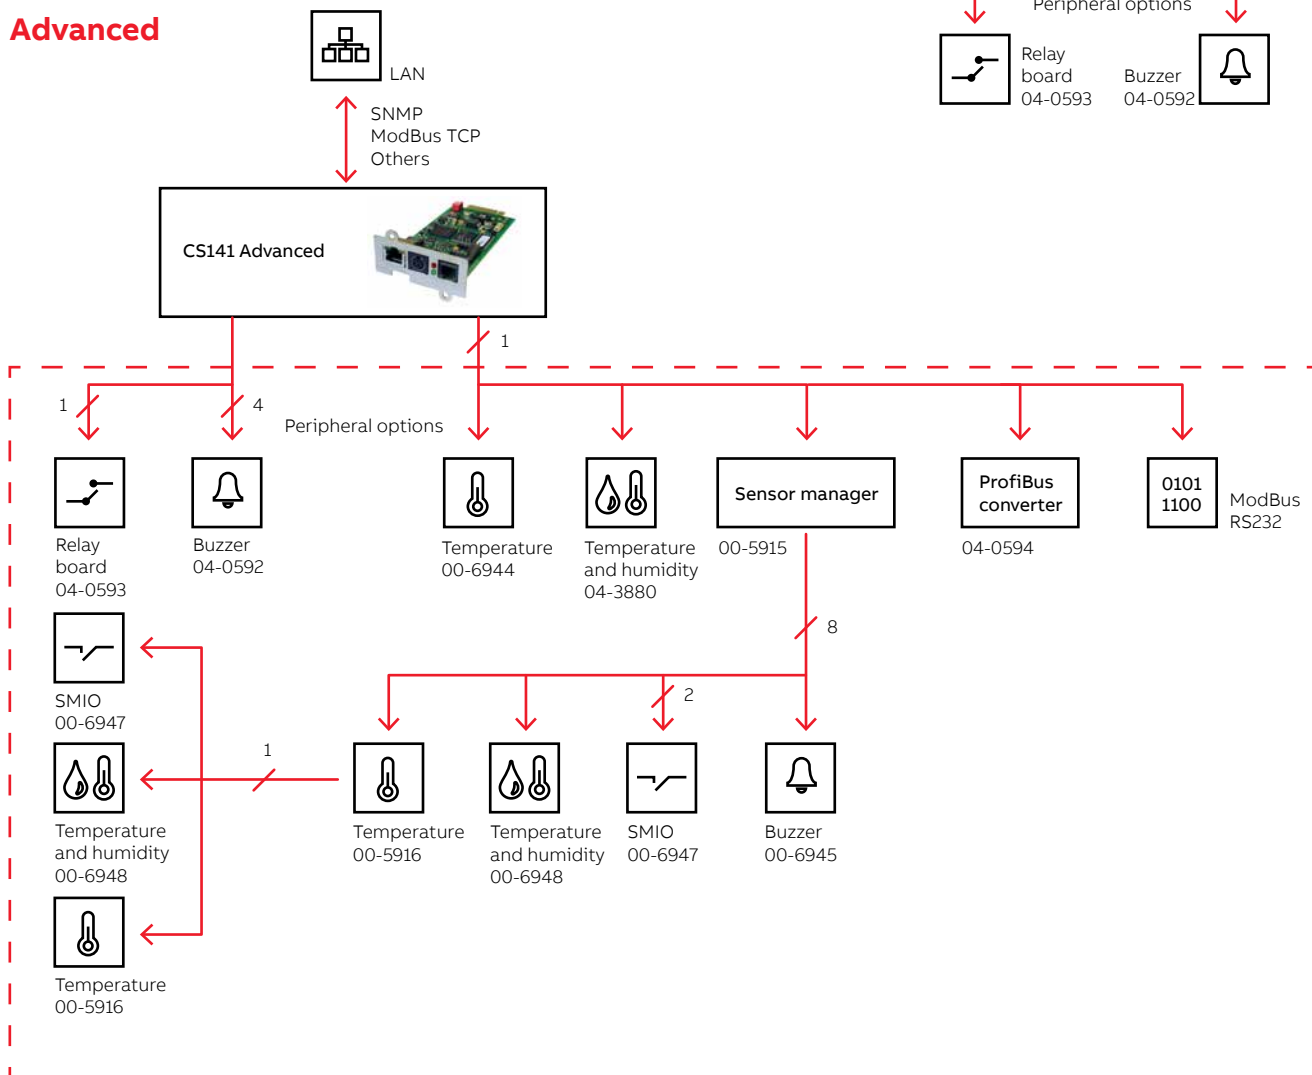 Peripheral options
Advanced
LAN
Relay
board
04-0593
Buzzer
04-0592
SNMP
ModBus TCP
Others
CS141 Advanced
1
1
4
Peripheral options
Relay
board
04-0593
Buzzer
04-0592
Temperature
00-6944
Temperature
and humidity
04-3880
Sensor manager
00-5915
ProfiBus
converter
04-0594
0101
1100
ModBus
RS232
8
2
1
SMIO
00-6947
Temperature
and humidity
00-6948
Temperature
00-5916
Temperature
00-5916
Temperature
and humidity
00-6948
SMIO
00-6947
Buzzer
00-6945